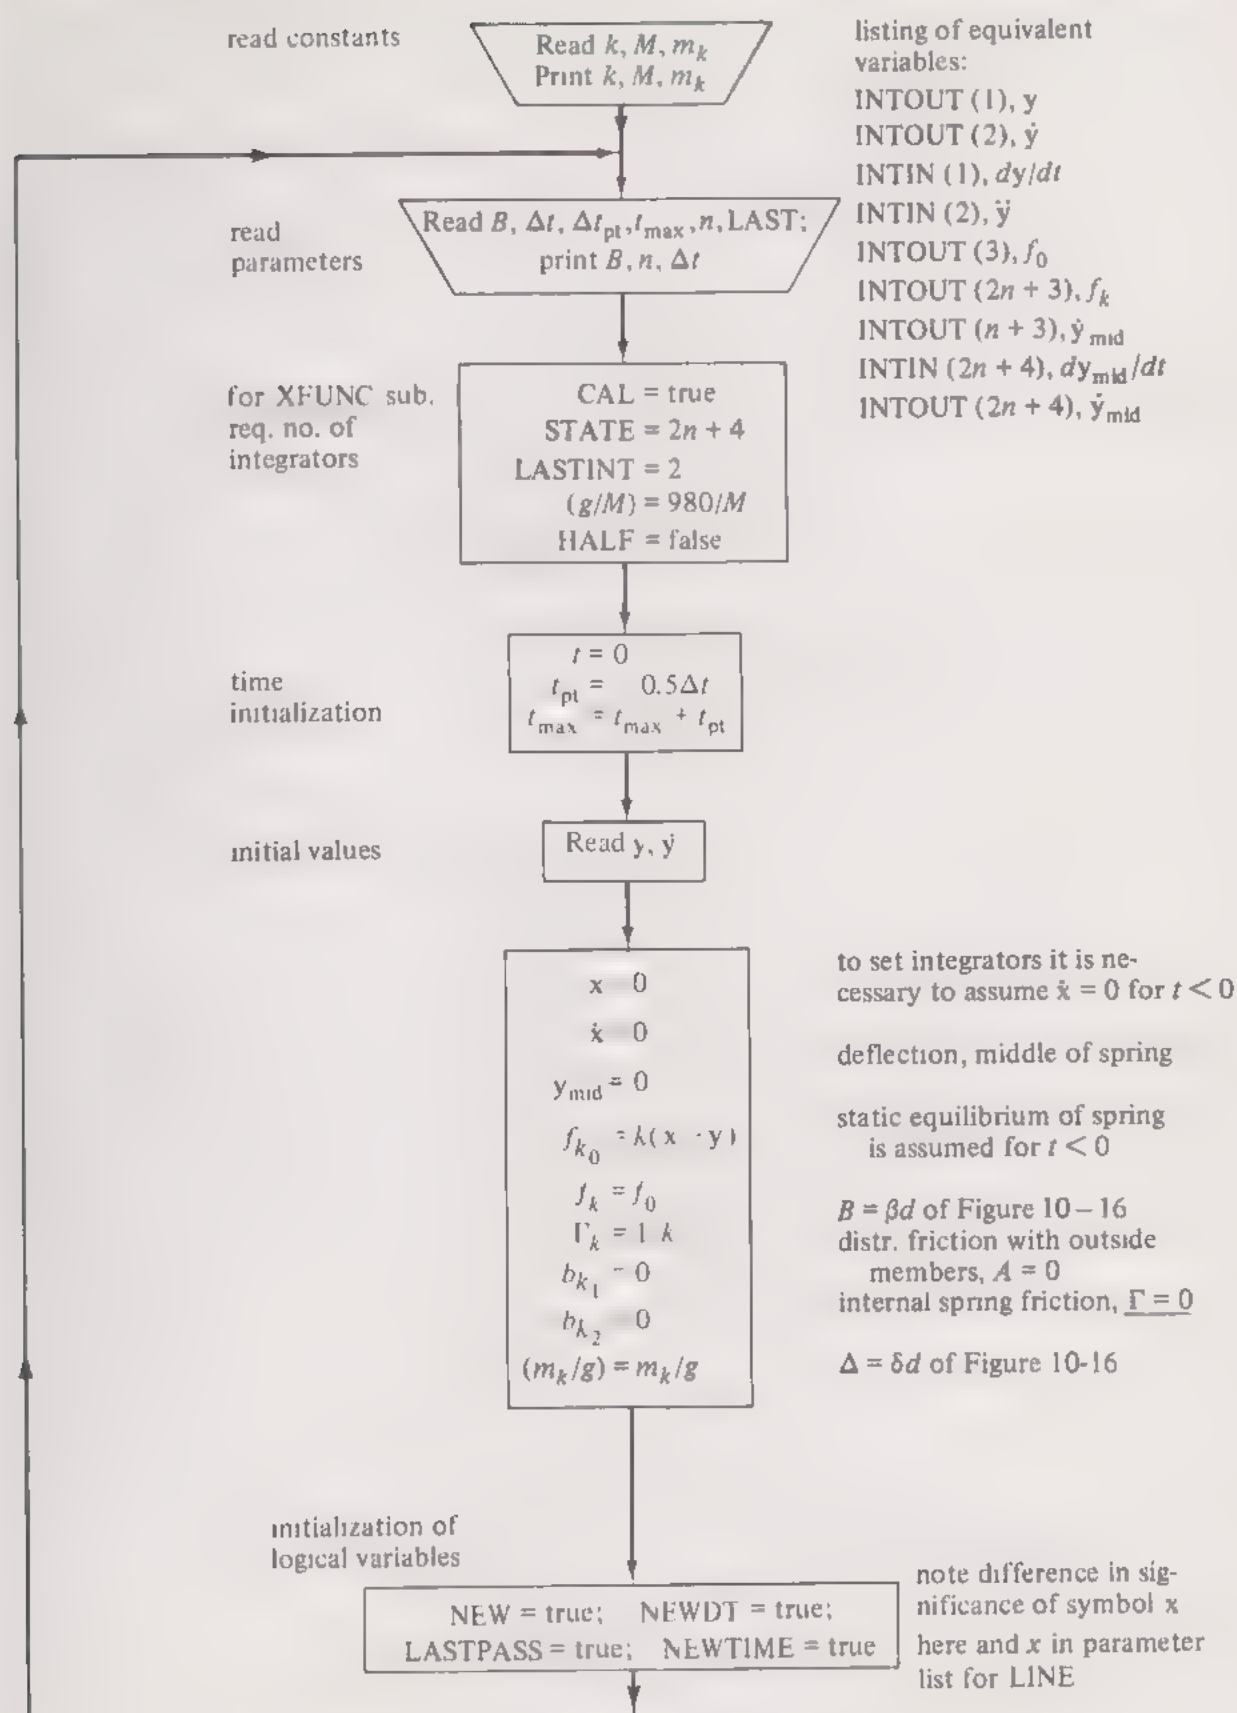 read constants
Read k, M, m_k
Print k, M, m_k
listing of equivalent
variables:
INTOUT (1), y
INTOUT (2), ẏ
INTIN (1), dy/dt
INTIN (2), ÿ
INTOUT (3), f_0
INTOUT (2n + 3), f_k
INTOUT (n + 3), ẏ_mid
INTIN (2n + 4), dy_mid/dt
INTOUT (2n + 4), ẏ_mid
read
parameters
Read B, Δt, Δt_pt, t_max, n, LAST;
print B, n, Δt
for XFUNC sub.
req. no. of
integrators
CAL = true
STATE = 2n + 4
LASTINT = 2
(g/M) = 980/M
HALF = false
time
initialization
t = 0
t_pt = 0.5Δt
t_max = t_max + t_pt
initial values
Read y, ẏ
x 0
ẋ 0
y_mid = 0
f_k_0 = k(x - y)
f_k = f_0
Γ_k = 1 k
b_k_1 = 0
b_k_2 0
(m_k/g) = m_k/g
to set integrators it is ne-
cessary to assume ẋ = 0 for t < 0
deflection, middle of spring
static equilibrium of spring
is assumed for t < 0
B = βd of Figure 10–16
distr. friction with outside
members, A = 0
internal spring friction, Γ = 0
Δ = δd of Figure 10-16
initialization of
logical variables
NEW = true; NEWDT = true;
LASTPASS = true; NEWTIME = true
note difference in sig-
nificance of symbol x
here and x in parameter
list for LINE